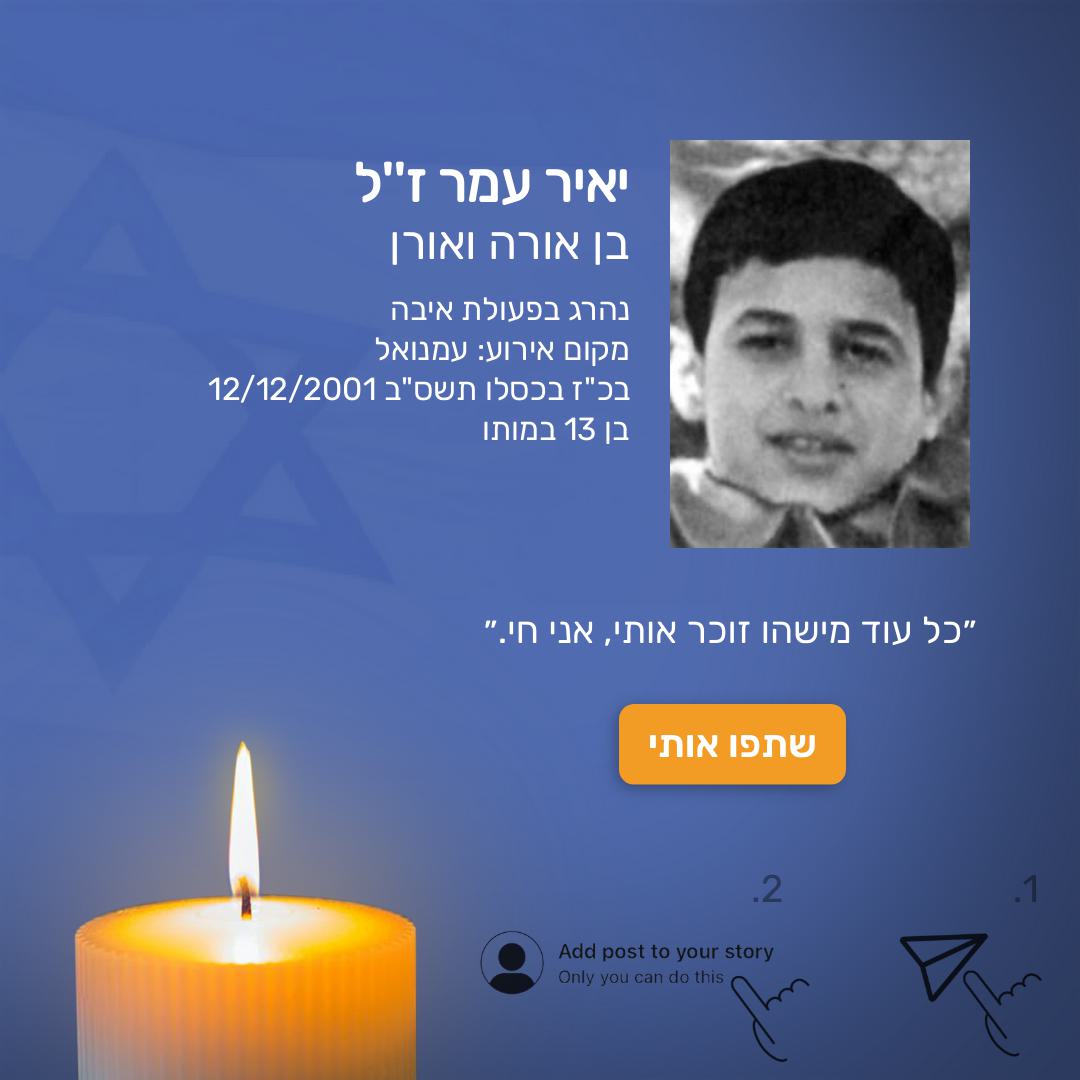 יאיר עמר ז"ל
בן אורה ואורן
נהרג בפעולת איבה
מקום אירוע: עמנואל
בכ"ז בכסלו תשס"ב 12/12/2001
בן 13 במותו
״כל עוד מישהו זוכר אותי, אני חי.״
שתפו אותי
1.
2.
Add post to your story
Only you can do this